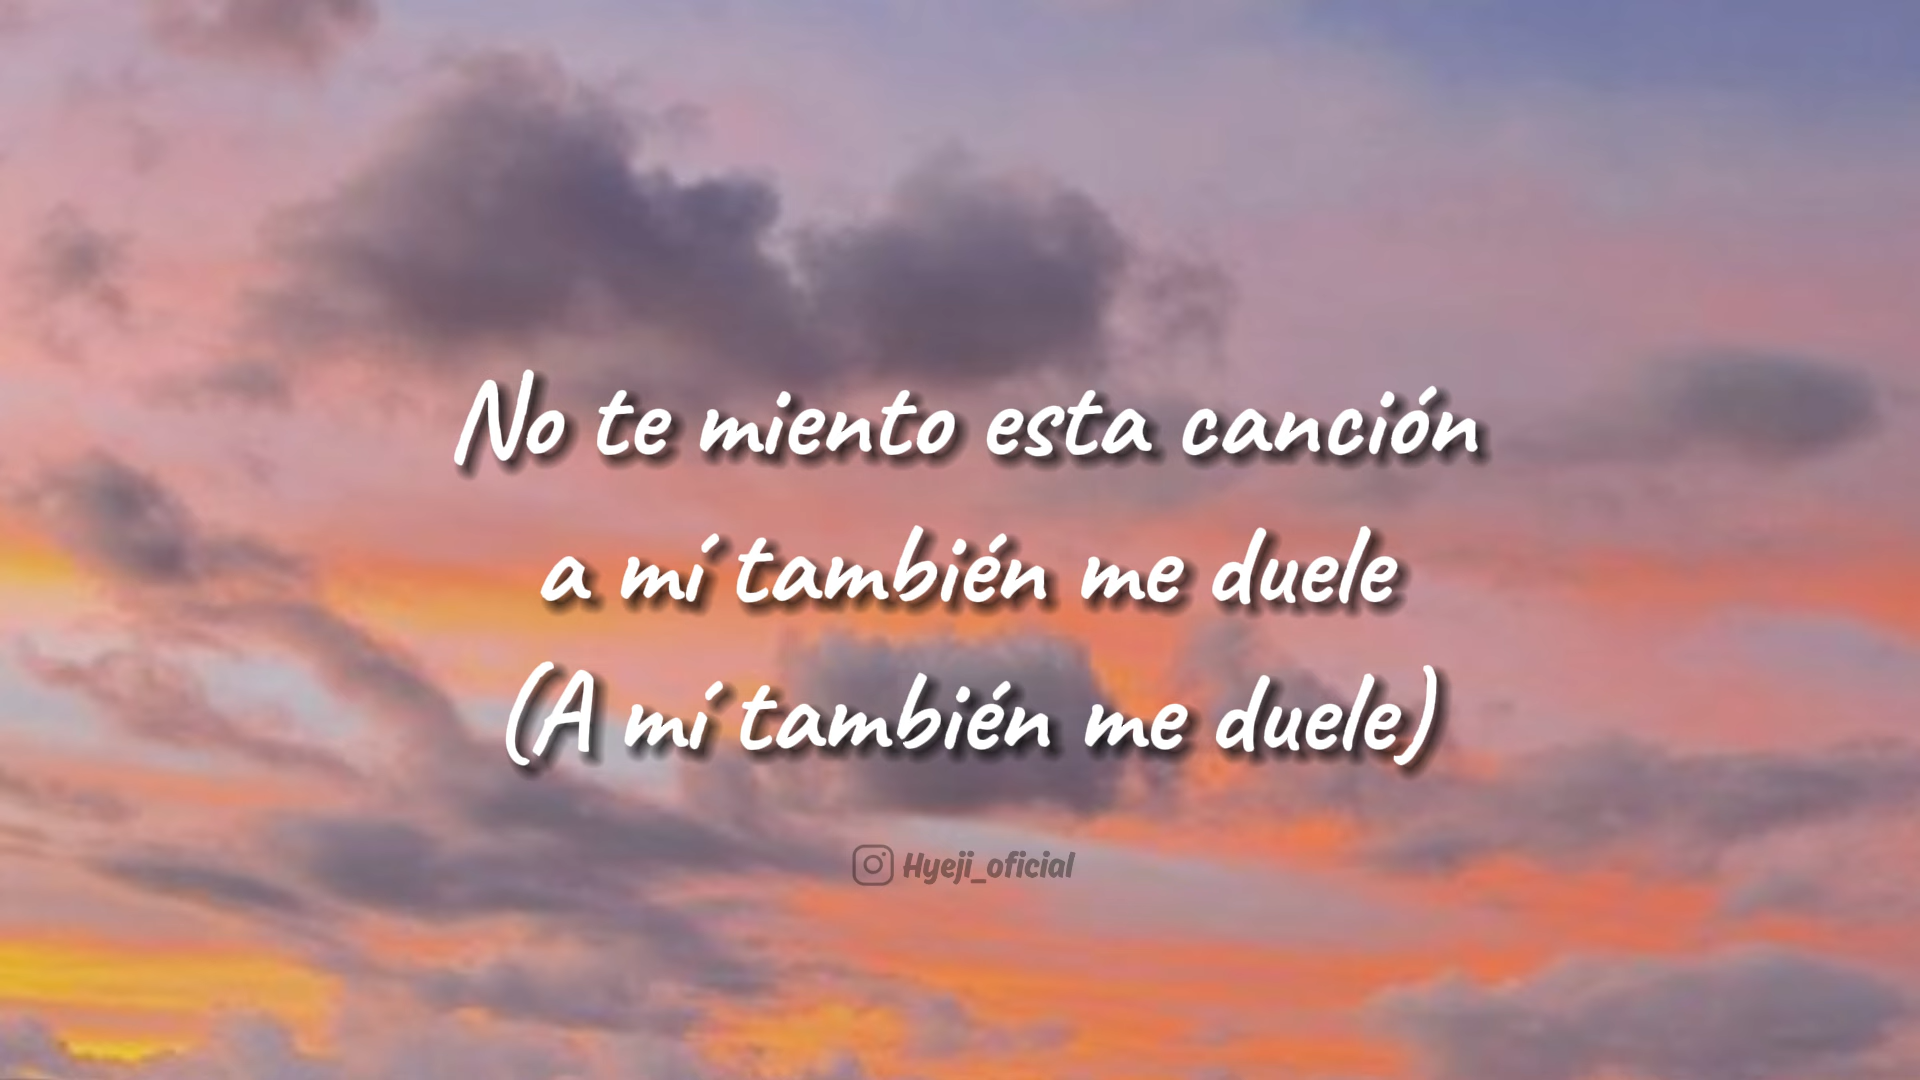 No te miento esta canción
a mí también me duele
(A mí también me duele)
Hyeji_oficial